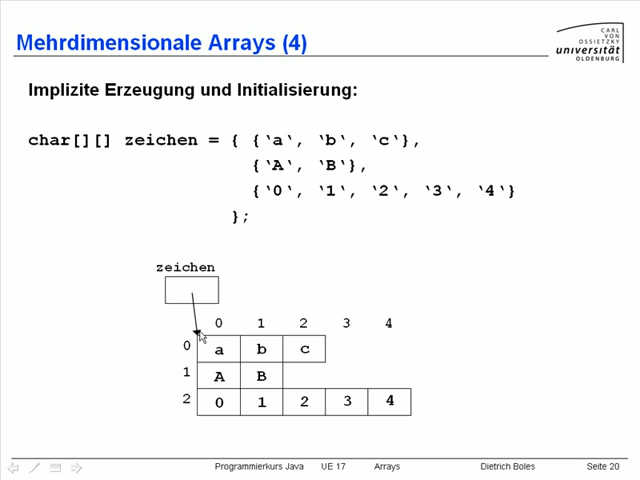 Mehrdimensionale Arrays (4)
CARL
VON
OSSIETZKY
universität
OLDENBURG
Implizite Erzeugung und Initialisierung:
char[][] zeichen = { {‘a‘, ‘b‘, ‘c‘},
{‘A‘, ‘B‘},
{‘0‘, ‘1‘, ‘2‘, ‘3‘, ‘4‘}
};
zeichen
0 1 2 3 4
0 a b c
1 A B
2 0 1 2 3 4
Programmierkurs Java UE 17 Arrays Dietrich Boles Seite 20